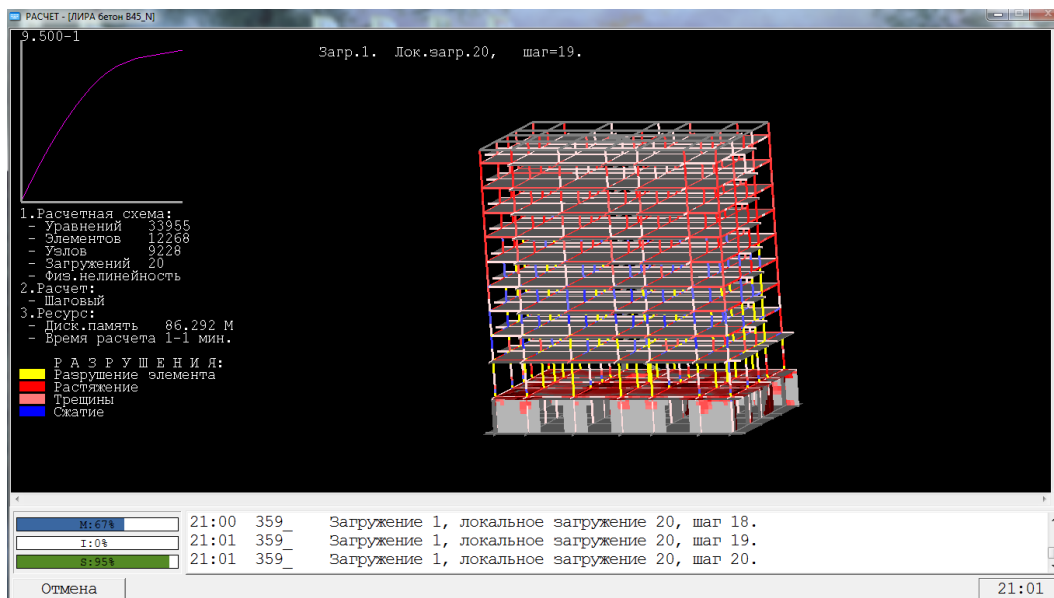 РАСЧЕТ - [ЛИРА бетон B45_N]
9.500-1
Загр.1. Лок.загр.20, шаг=19.
1.Расчетная схема:
- Уравнений 33955
- Элементов 12268
- Узлов 9228
- Загружений 20
- Физ.нелинейность
2.Расчет:
- Шаговый
3.Ресурс:
- Диск.память 86.292 М
- Время расчета 1-1 мин.
Р А З Р У Ш Е Н И Я:
Разрушение элемента
Растяжение
Трещины
Сжатие
M:67%
I:0%
S:95%
21:00 359_ Загружение 1, локальное загружение 20, шаг 18.
21:01 359_ Загружение 1, локальное загружение 20, шаг 19.
21:01 359_ Загружение 1, локальное загружение 20, шаг 20.
Отмена
21:01